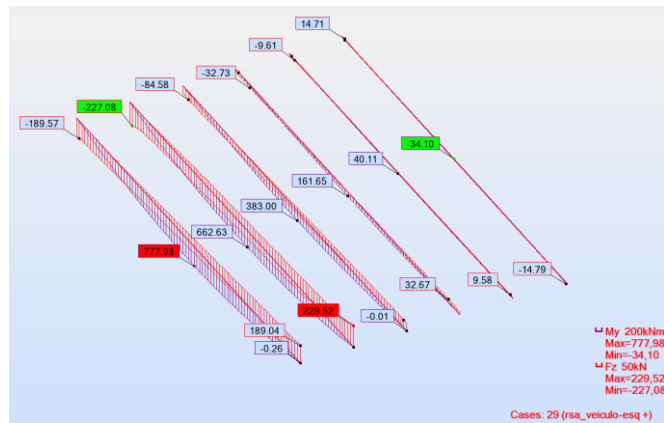 14.71
-9.61
-32.73
-84.58
-227.08
-189.57
-34.10
40.11
161.65
383.00
662.63
777.98
-14.79
9.58
32.67
-0.01
229.52
189.04
-0.26
My 200kNm
Max=777,98
Min=-34,10
Fz 50kN
Max=229,52
Min=-227,08
Cases: 29 (rsa_veiculo-esq +)